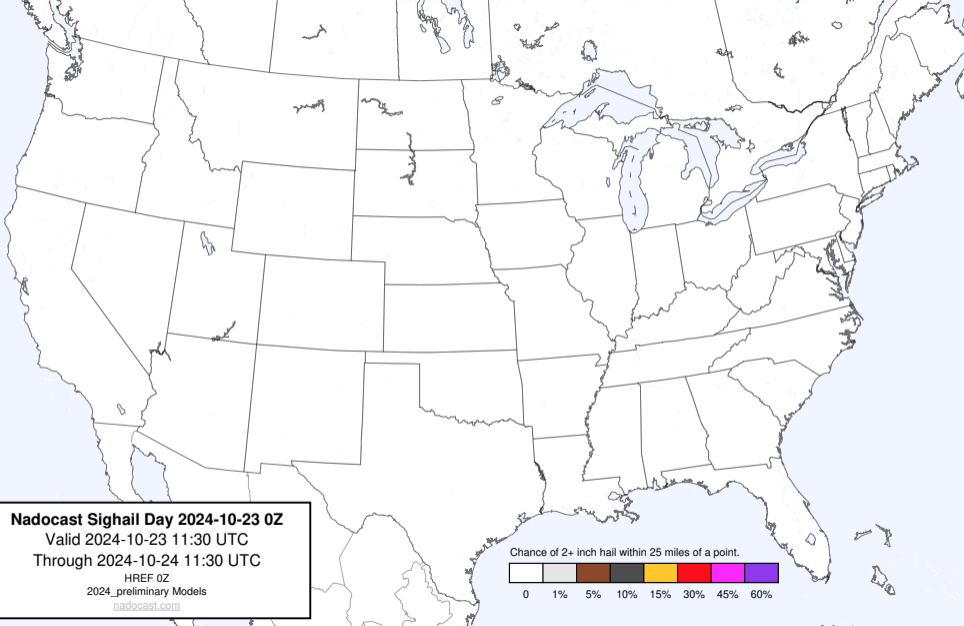 Nadocast Sighail Day 2024-10-23 0Z
Valid 2024-10-23 11:30 UTC
Through 2024-10-24 11:30 UTC
HREF 0Z
2024_preliminary Models
nadocast.com
Chance of 2+ inch hail within 25 miles of a point.
0 1% 5% 10% 15% 30% 45% 60%